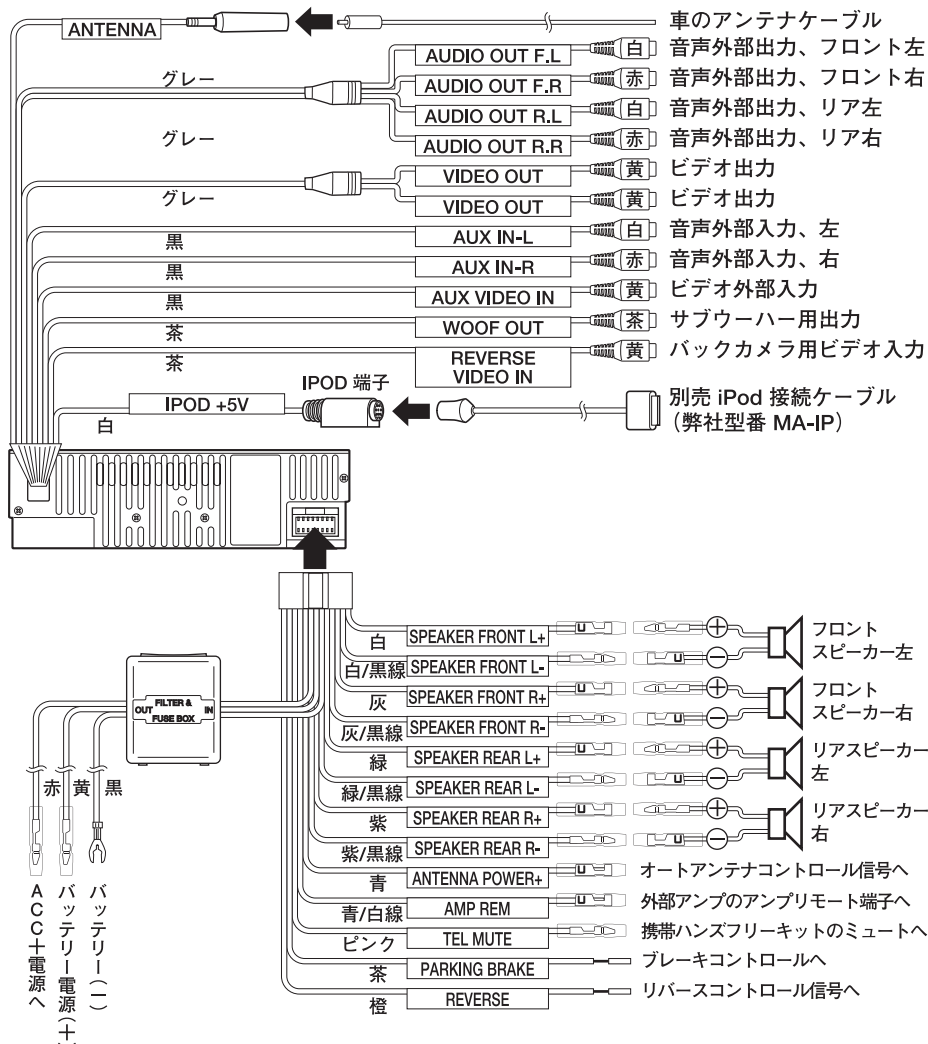 ANTENNA
車のアンテナケーブル
グレー
AUDIO OUT F.L
白
音声外部出力、フロント左
AUDIO OUT F.R
赤
音声外部出力、フロント右
AUDIO OUT R.L
白
音声外部出力、リア左
グレー
AUDIO OUT R.R
赤
音声外部出力、リア右
VIDEO OUT
黄
ビデオ出力
グレー
VIDEO OUT
黄
ビデオ出力
黒
AUX IN-L
白
音声外部入力、左
黒
AUX IN-R
赤
音声外部入力、右
黒
AUX VIDEO IN
黄
ビデオ外部入力
茶
WOOF OUT
茶
サブウーハー用出力
茶
REVERSE
VIDEO IN
黄
バックカメラ用ビデオ入力
白
IPOD +5V
IPOD 端子
別売 iPod 接続ケーブル
（弊社型番 MA-IP）
白
SPEAKER FRONT L+
＋
フロント
スピーカー左
白/黒線
SPEAKER FRONT L-
－
灰
SPEAKER FRONT R+
＋
フロント
スピーカー右
灰/黒線
SPEAKER FRONT R-
－
緑
SPEAKER REAR L+
＋
リアスピーカー
左
緑/黒線
SPEAKER REAR L-
－
紫
SPEAKER REAR R+
＋
リアスピーカー
右
紫/黒線
SPEAKER REAR R-
－
青
ANTENNA POWER+
オートアンテナコントロール信号へ
青/白線
AMP REM
外部アンプのアンプリモート端子へ
ピンク
TEL MUTE
携帯ハンズフリーキットのミュートへ
茶
PARKING BRAKE
ブレーキコントロールへ
橙
REVERSE
リバースコントロール信号へ
OUT
FILTER &
FUSE BOX
IN
赤
黄
黒
ACC＋電源へ
バッテリー電源(＋
バッテリー(－)